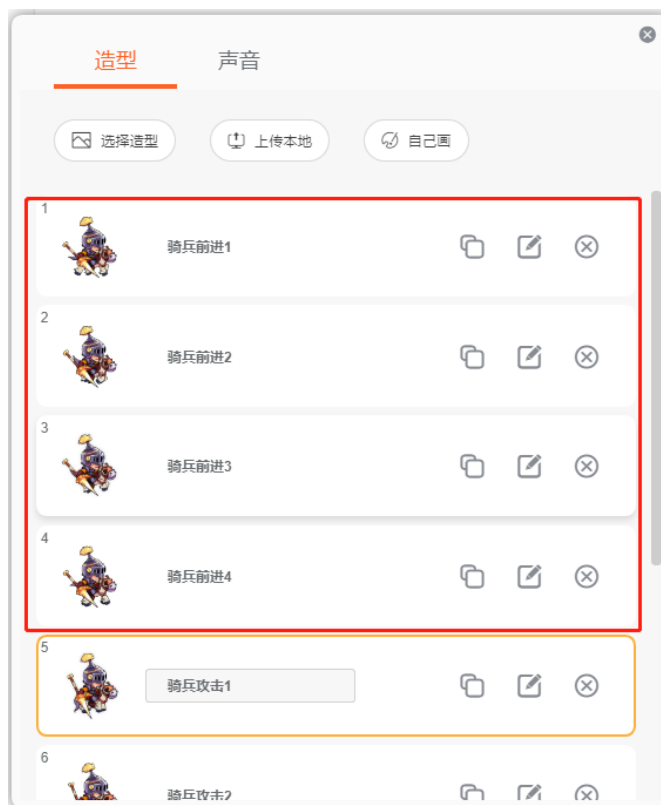 造型 声音
选择造型 上传本地 自己画
1
骑兵前进1
2
骑兵前进2
3
骑兵前进3
4
骑兵前进4
5
骑兵攻击1
6
骑兵攻击2